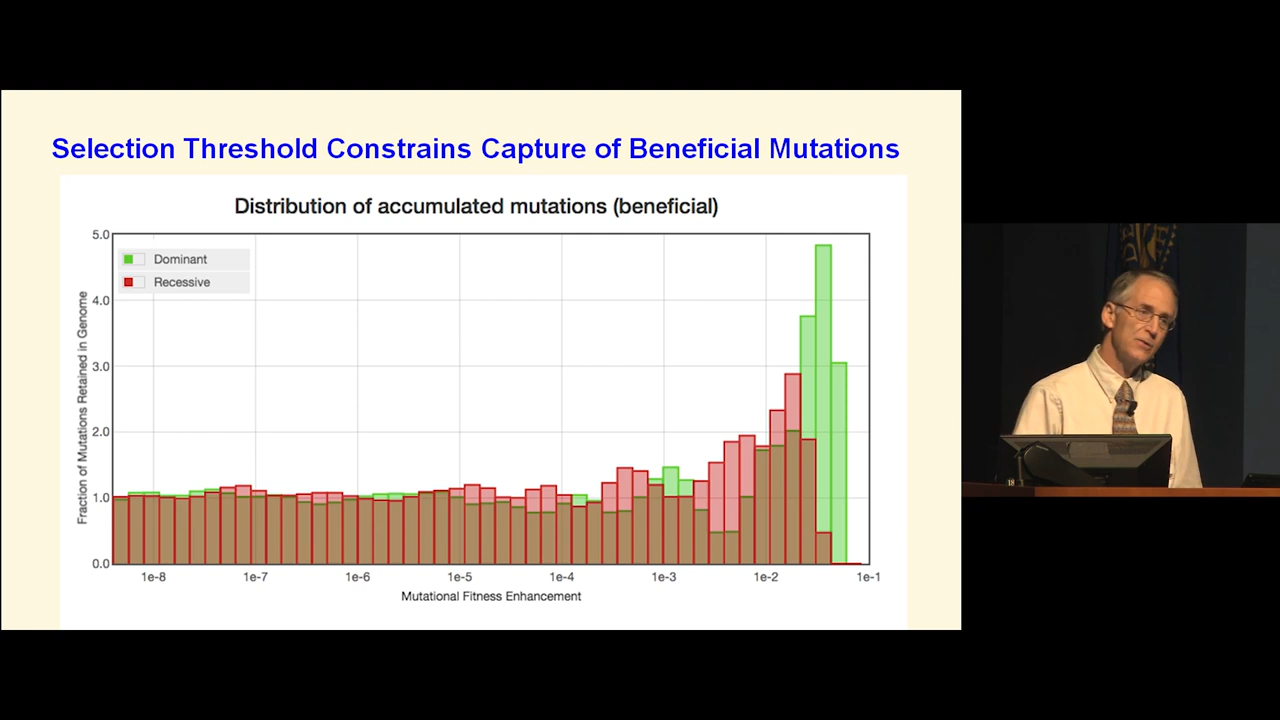 Selection Threshold Constrains Capture of Beneficial Mutations
Distribution of accumulated mutations (beneficial)
Fraction of Mutations Retained in Genome
5.0
4.0
3.0
2.0
1.0
0.0
Dominant
Recessive
1e-8
1e-7
1e-6
1e-5
1e-4
1e-3
1e-2
1e-1
Mutational Fitness Enhancement
18